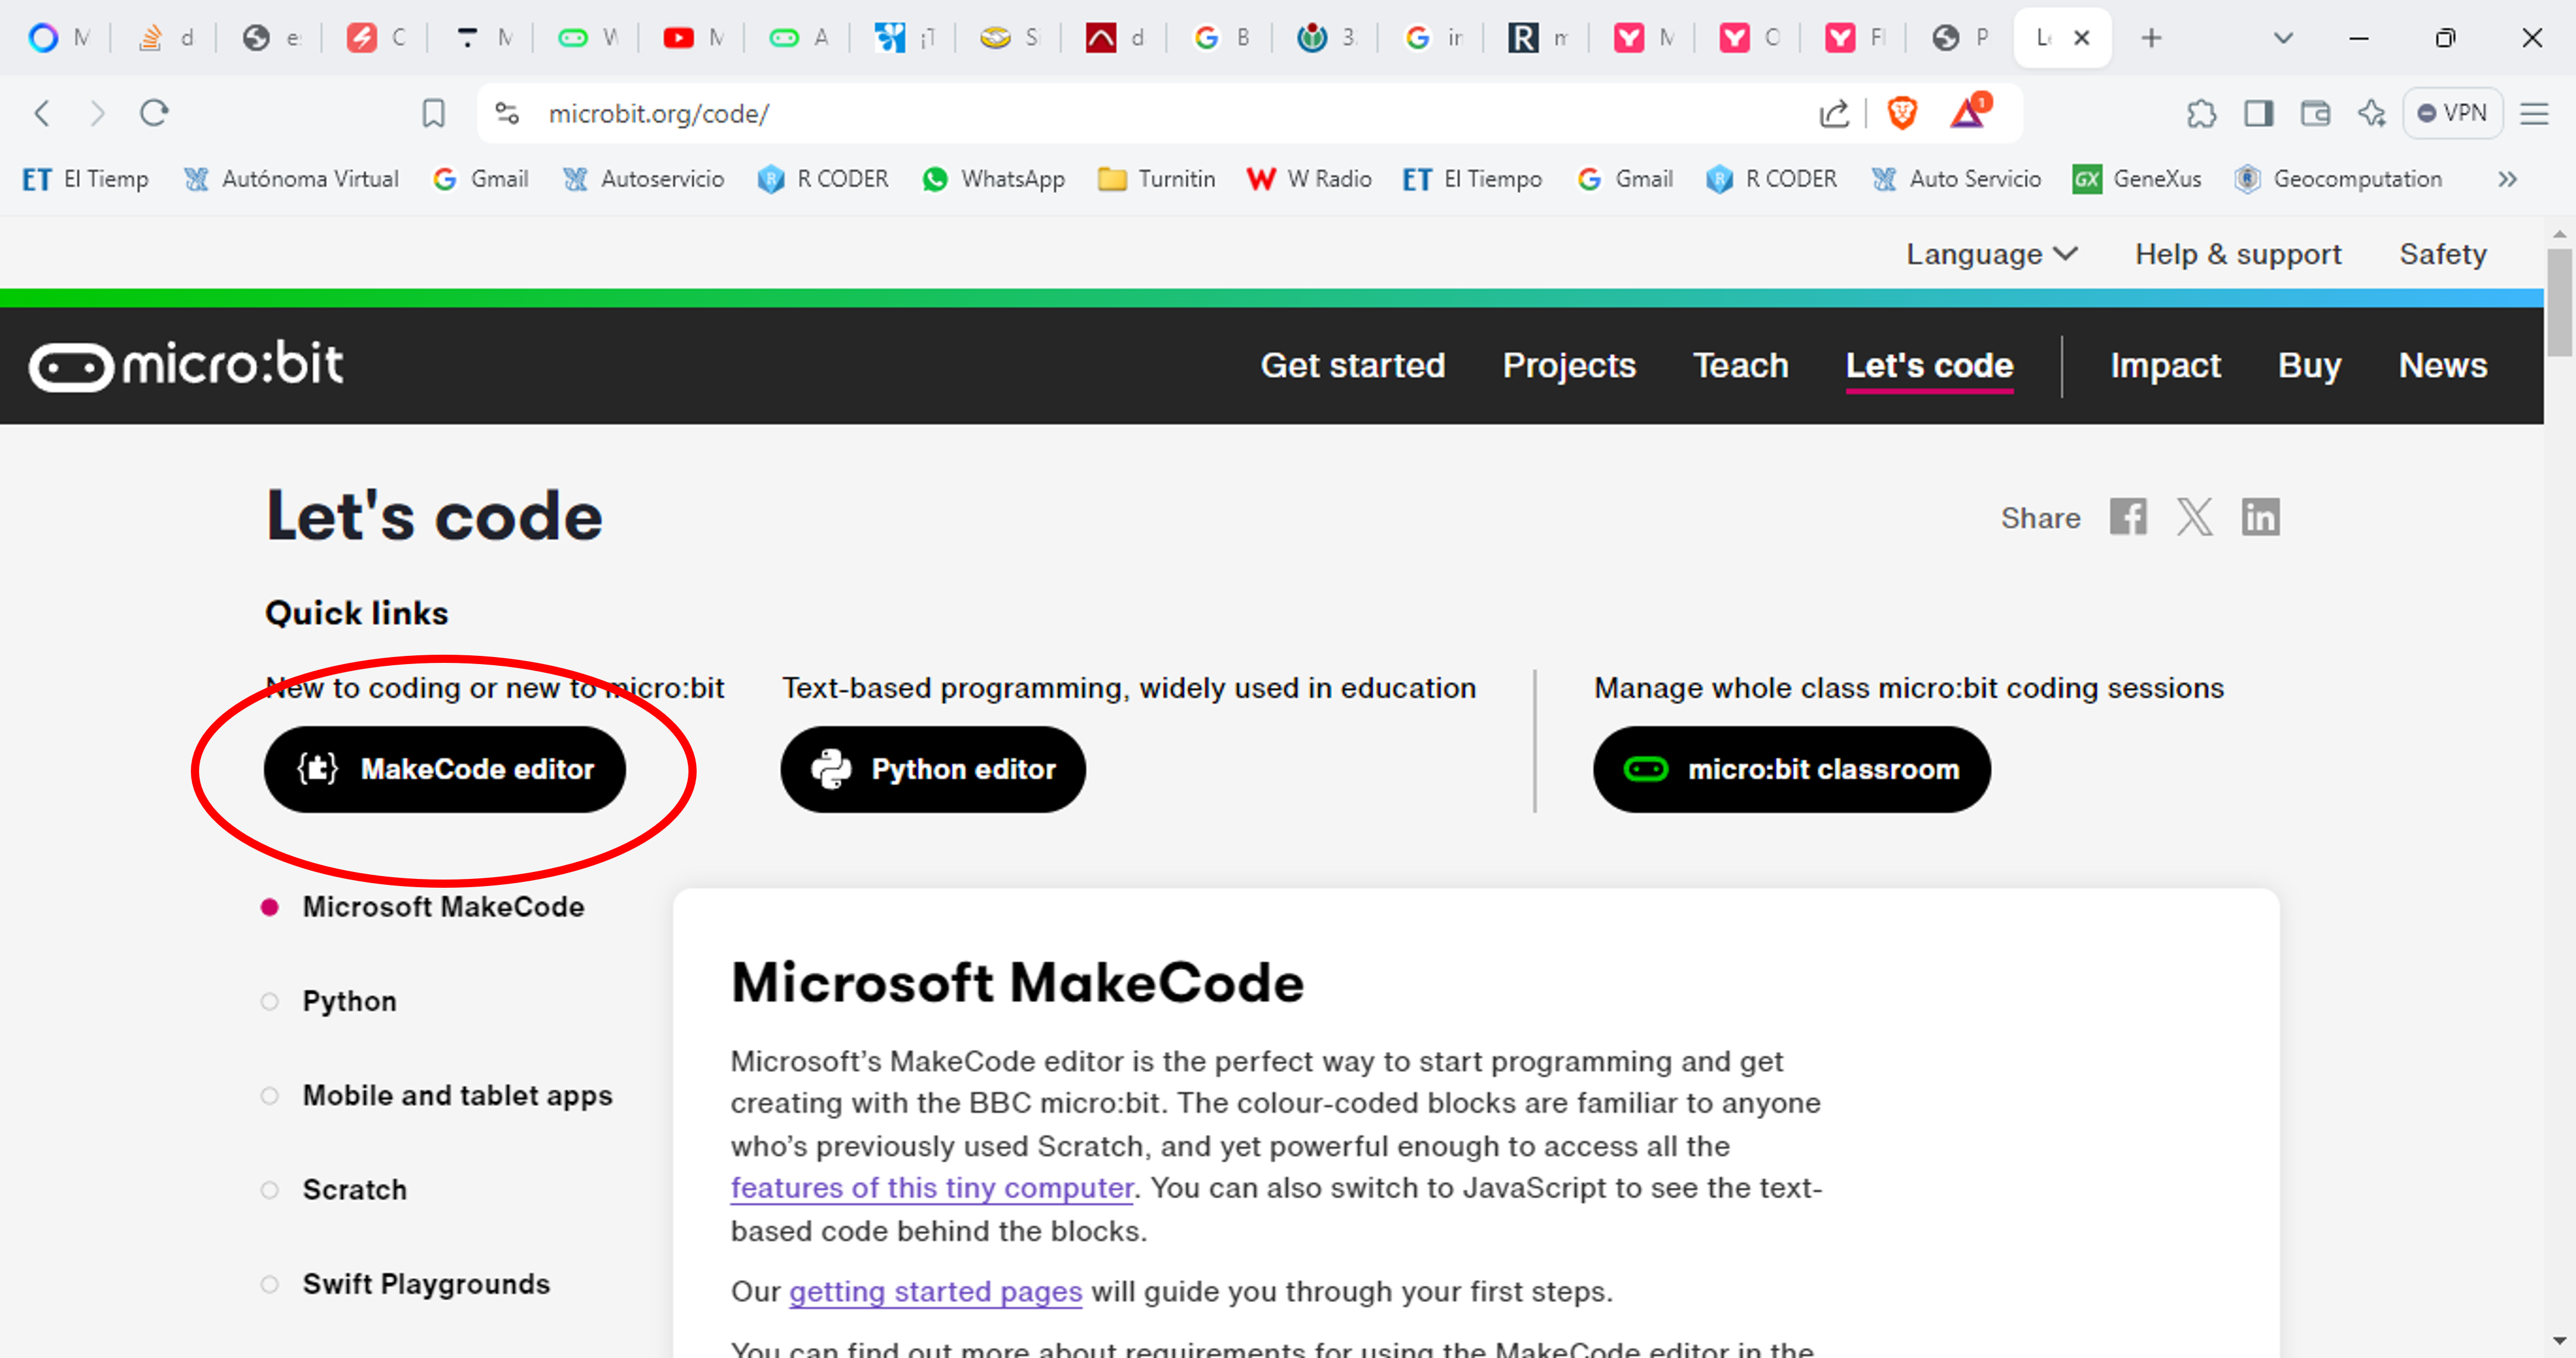 M d e C M W M A ¡T Si d B 3. in m M O Fl P Le
microbit.org/code/ 1 VPN
ET El Tiemp Autónoma Virtual Gmail Autoservicio R CODER WhatsApp Turnitin W Radio ET El Tiempo Gmail R CODER Auto Servicio GX GeneXus Geocomputation »
Language Help & support Safety
micro:bit Get started Projects Teach Let's code Impact Buy News
Let's code Share
Quick links
New to coding or new to micro:bit Text-based programming, widely used in education Manage whole class micro:bit coding sessions
MakeCode editor Python editor micro:bit classroom
Microsoft MakeCode
Python
Mobile and tablet apps
Scratch
Swift Playgrounds
Microsoft MakeCode
Microsoft’s MakeCode editor is the perfect way to start programming and get
creating with the BBC micro:bit. The colour-coded blocks are familiar to anyone
who’s previously used Scratch, and yet powerful enough to access all the
features of this tiny computer. You can also switch to JavaScript to see the text-
based code behind the blocks.
Our getting started pages will guide you through your first steps.
You can find out more about requirements for using the MakeCode editor in the